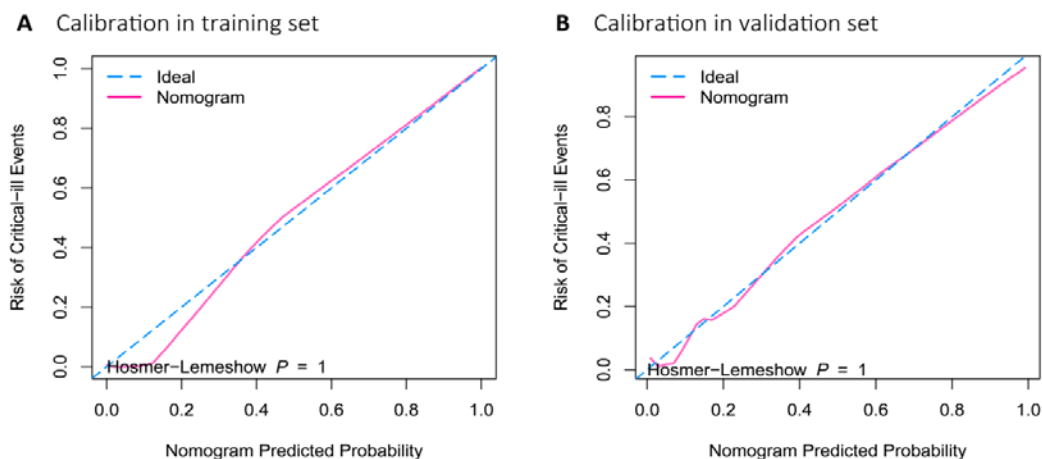 A Calibration in training set
Ideal
Nomogram
Risk of Critical-ill Events
1.0
0.8
0.6
0.4
0.2
0.0
Hosmer-Lemeshow P = 1
0.0 0.2 0.4 0.6 0.8 1.0
Nomogram Predicted Probability
B Calibration in validation set
Ideal
Nomogram
Risk of Critical-ill Events
0.8
0.6
0.4
0.2
0.0
Hosmer-Lemeshow P = 1
0.0 0.2 0.4 0.6 0.8 1.0
Nomogram Predicted Probability